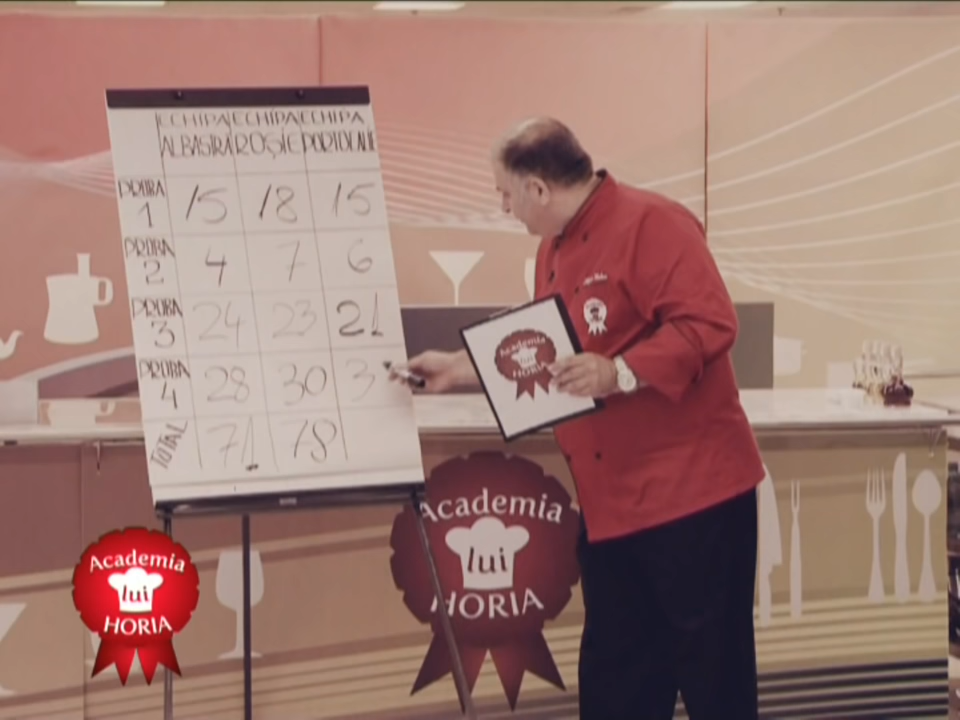 ECHIPA ECHIPA ECHIPA
ALBASTRĂ ROȘIE PORTOCALIE
PROBA 15 18 15
1
PROBA 4 7 6
2
PROBA 24 23 21
3
PROBA 28 30 3
4
TOTAL 71 78
Academia
lui
HORIA
Academia
lui
HORIA
Academia
lui
HORIA